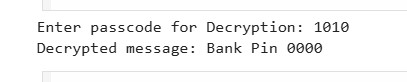 Enter passcode for Decryption: 1010
Decrypted message: Bank Pin 0000